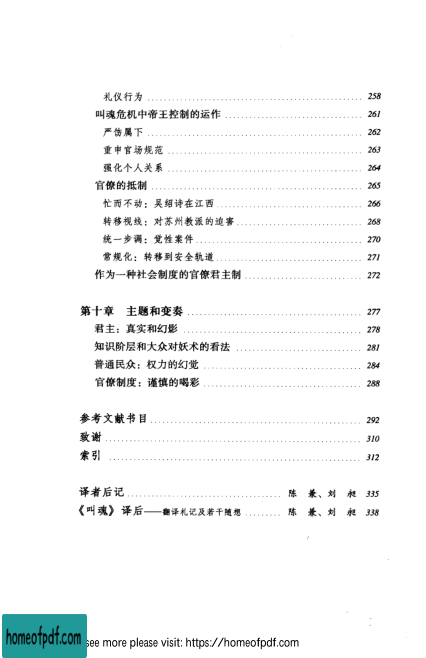 礼仪行为 258
叫魂危机中帝王控制的运作 261
严饬属下 262
重申官场规范 263
强化个人关系 264
官僚的抵制 265
忙而不动：吴绍诗在江西 266
转移视线：对苏州教派的迫害 268
统一步调：觉性案件 270
常规化：转移到安全轨道 271
作为一种社会制度的官僚君主制 272
第十章 主题和变奏 277
君主：真实和幻影 278
知识阶层和大众对妖术的看法 281
普通民众：权力的幻觉 284
官僚制度：谨慎的喝彩 288
参考文献书目 292
致谢 310
索引 312
译者后记 陈 兼、刘 昶 335
《叫魂》译后——翻译札记及若干随想 陈 兼、刘 昶 338
homeofpdf.com
see more please visit: https://homeofpdf.com